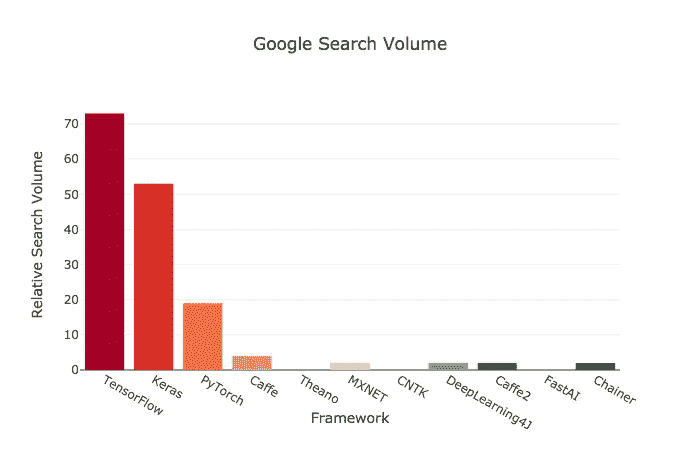 Google Search Volume
Relative Search Volume
70
60
50
40
30
20
10
0
TensorFlow
Keras
PyTorch
Caffe
Theano
MXNET
CNTK
DeepLearning4J
Caffe2
FastAI
Chainer
Framework